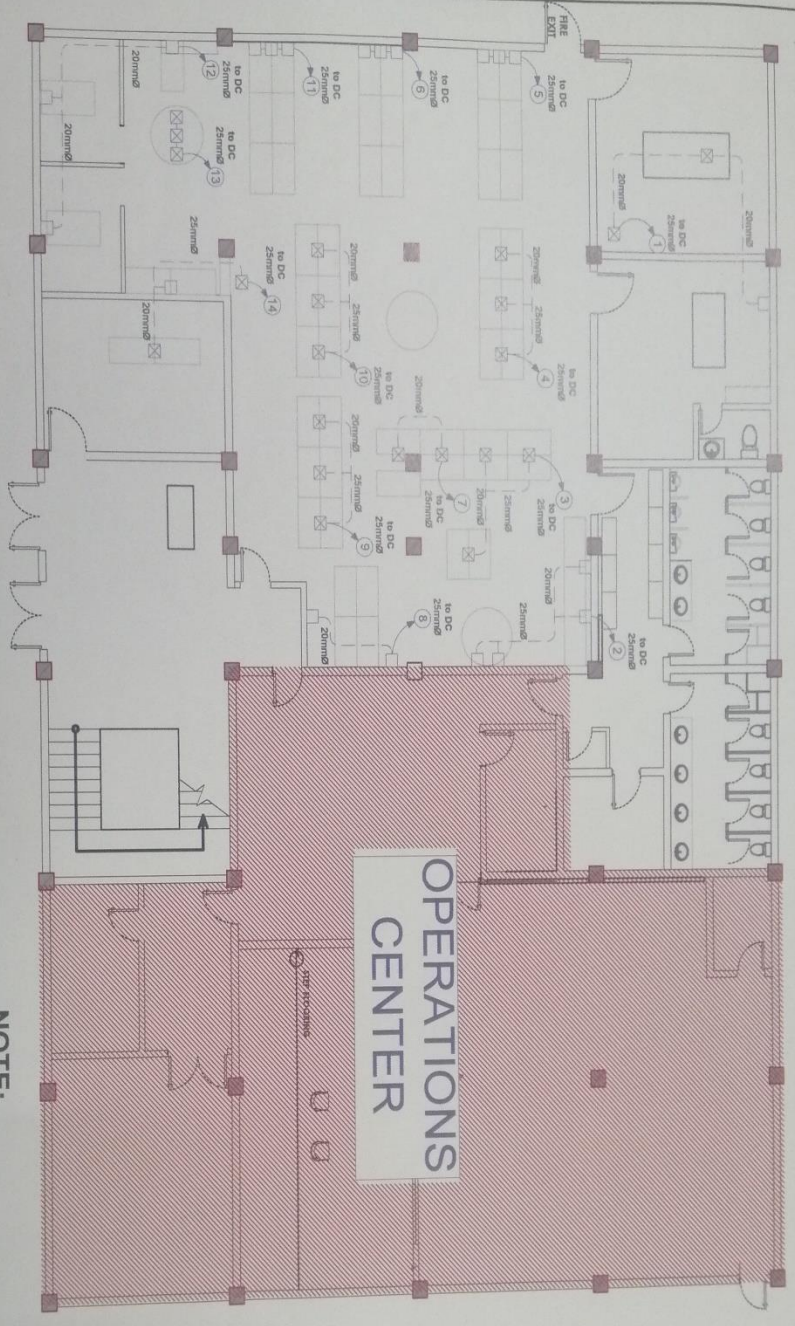 FIRE
EXIT
to DC
25mmØ
5
to DC
25mmØ
6
to DC
25mmØ
11
to DC
25mmØ
12
20mmØ
20mmØ
to DC
25mmØ
13
20mmØ
20mmØ
to DC
25mmØ
1
25mmØ
to DC
25mmØ
14
20mmØ
20mmØ
25mmØ
to DC
25mmØ
10
20mmØ
25mmØ
to DC
25mmØ
4
20mmØ
20mmØ
25mmØ
to DC
25mmØ
9
to DC
25mmØ
7
20mmØ
25mmØ
to DC
25mmØ
3
20mmØ
25mmØ
to DC
25mmØ
2
to DC
25mmØ
8
20mmØ
OPERATIONS
CENTER
NOTE: